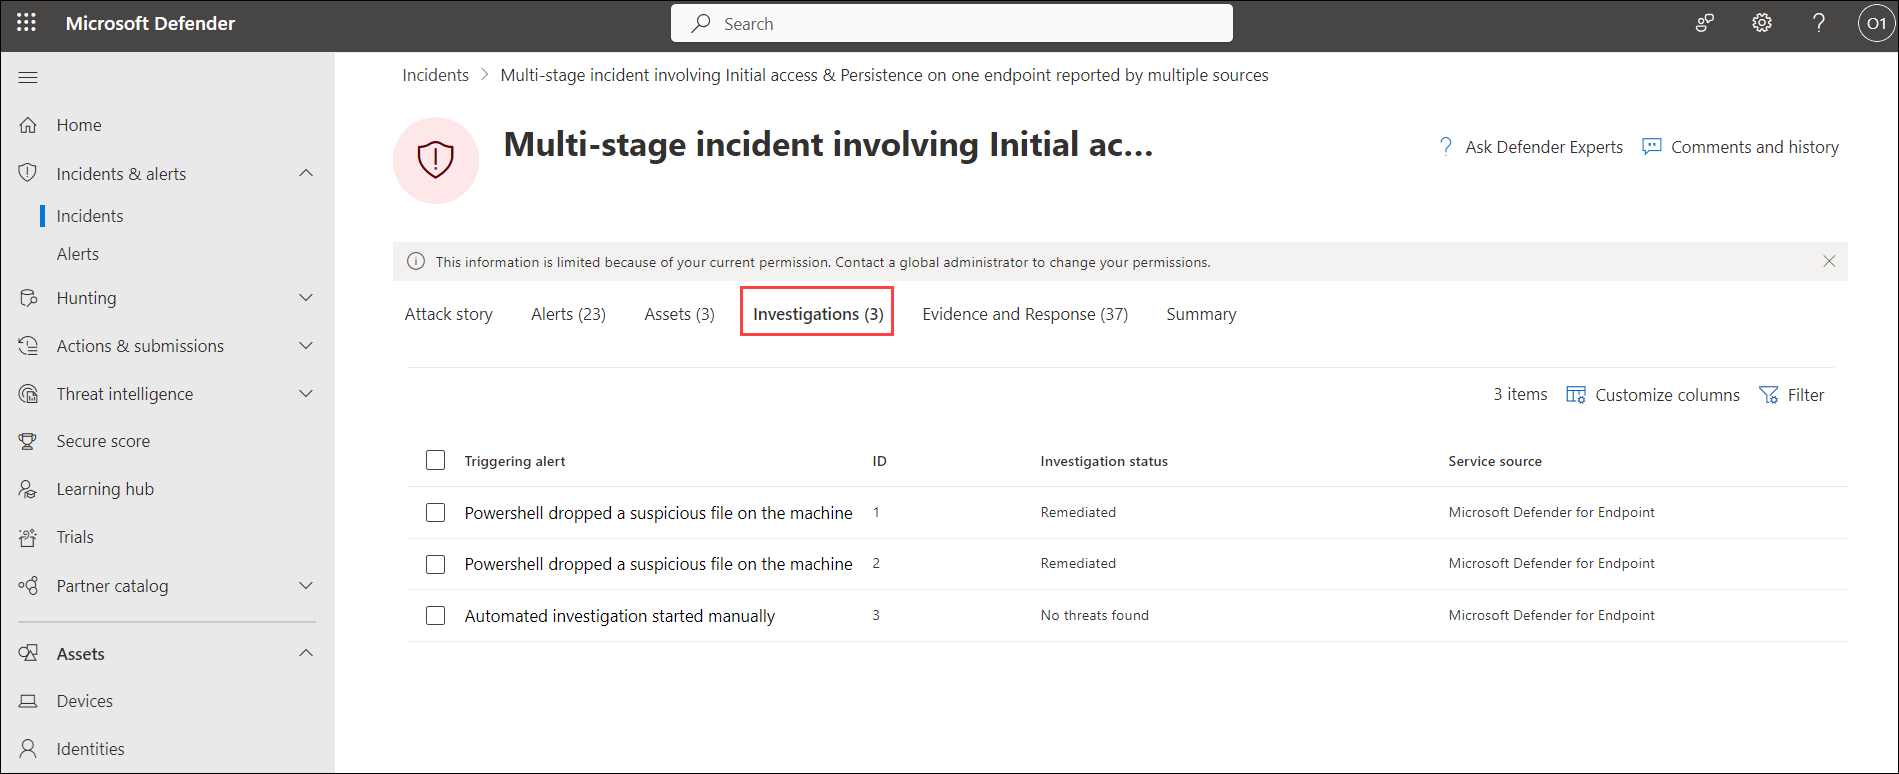 Microsoft Defender
Search
O1
Incidents > Multi-stage incident involving Initial access & Persistence on one endpoint reported by multiple sources
Home
Incidents & alerts
Incidents
Alerts
Hunting
Actions & submissions
Threat intelligence
Secure score
Learning hub
Trials
Partner catalog
Assets
Devices
Identities
Multi-stage incident involving Initial ac...
? Ask Defender Experts Comments and history
This information is limited because of your current permission. Contact a global administrator to change your permissions.
Attack story Alerts (23) Assets (3) Investigations (3) Evidence and Response (37) Summary
3 items Customize columns Filter
Triggering alert ID Investigation status Service source
Powershell dropped a suspicious file on the machine 1 Remediated Microsoft Defender for Endpoint
Powershell dropped a suspicious file on the machine 2 Remediated Microsoft Defender for Endpoint
Automated investigation started manually 3 No threats found Microsoft Defender for Endpoint